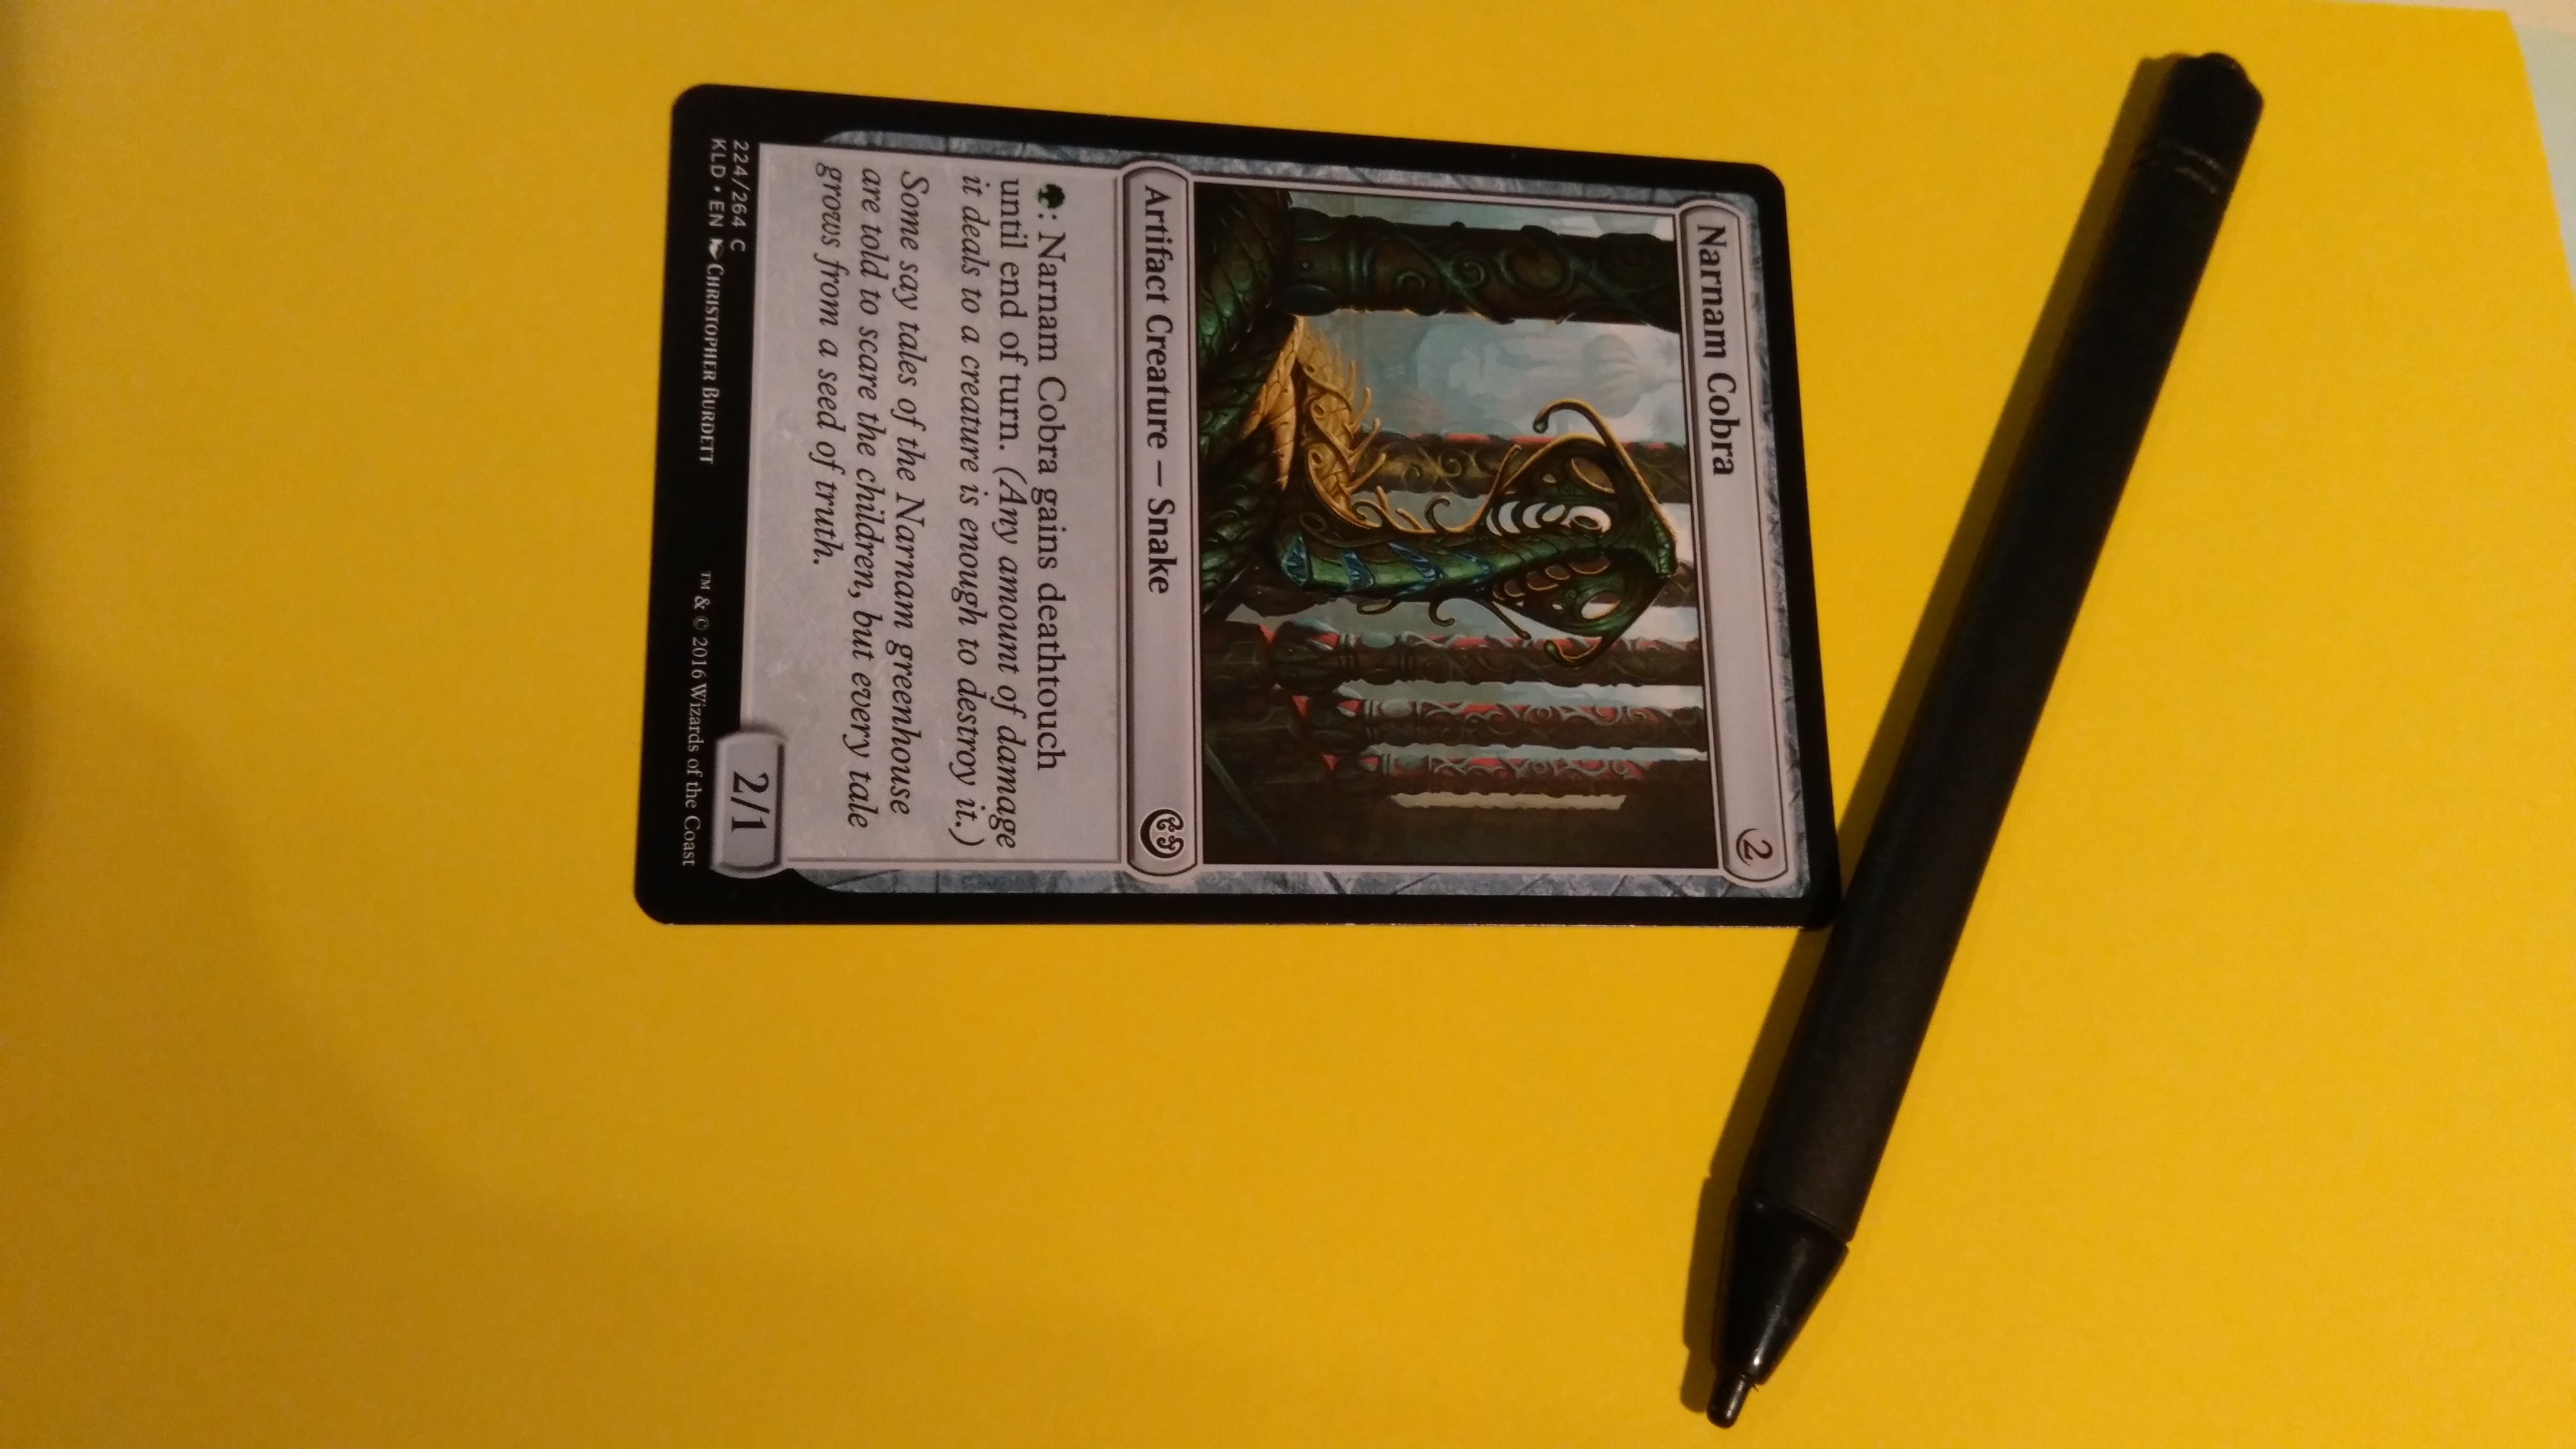 Narnam Cobra 2
Artifact Creature — Snake
: Narnam Cobra gains deathtouch
until end of turn. (Any amount of damage
it deals to a creature is enough to destroy it.)
Some say tales of the Narnam greenhouse
are told to scare the children, but every tale
grows from a seed of truth.
2/1
224/264 C
KLD • EN CHRISTOPHER BURDETT
™ & © 2016 Wizards of the Coast